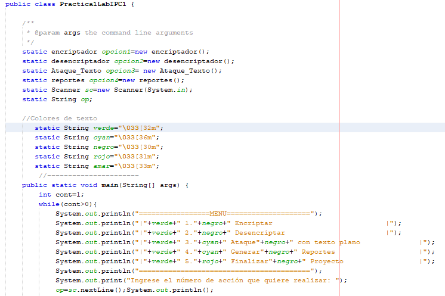 public class PracticalLabIPC1 {
/**
* @param args the command line arguments
*/
static encriptador opcion1=new encriptador();
static desencriptador opcion2=new desencriptador();
static Ataque_Texto opcion3= new Ataque_Texto();
static reportes opcion4=new reportes();
static Scanner sc=new Scanner(System.in);
static String op;
//Colores de texto
static String verde="\033[32m";
static String cyan="\033[36m";
static String negro="\033[30m";
static String rojo="\033[31m";
static String amar="\033[33m";
//----------------------
public static void main(String[] args) {
int cont=1;
while(cont>0){
System.out.println("=================MENU====================");
System.out.println("|"+verde+" 1."+negro+" Encriptar |");
System.out.println("|"+verde+" 2."+negro+" Desencriptar |");
System.out.println("|"+verde+" 3."+cyan+" Ataque"+negro+" con texto plano |");
System.out.println("|"+verde+" 4."+cyan+" Generar"+negro+" Reportes |");
System.out.println("|"+verde+" 5."+rojo+" Finalizar"+negro+" Proyecto |");
System.out.println("=========================================");
System.out.print("Ingrese el número de acción que quiere realizar: ");
op=sc.nextLine();System.out.println();